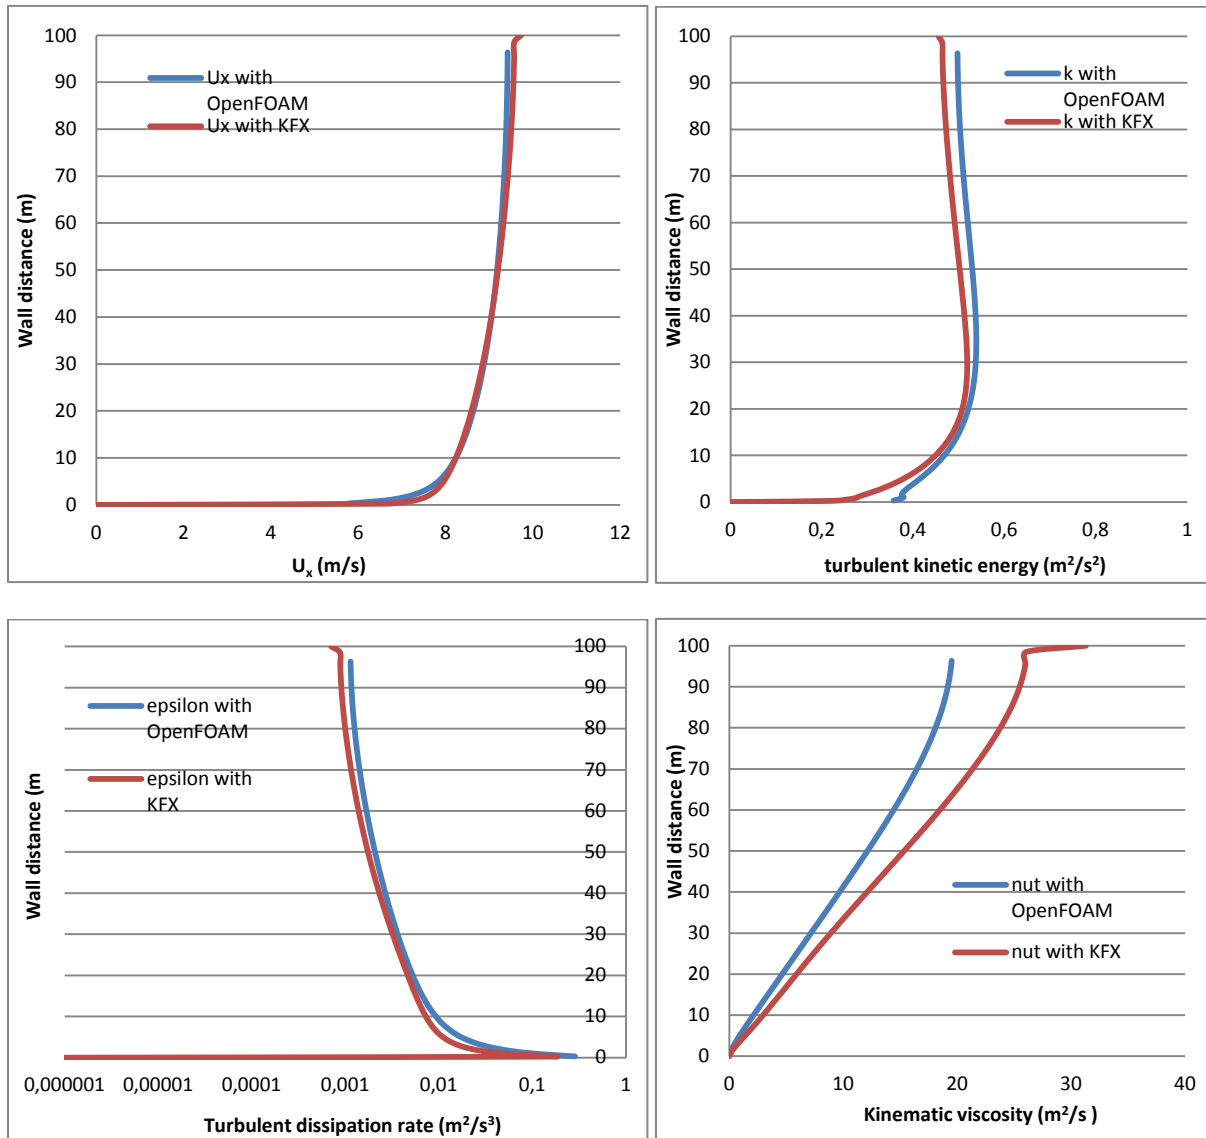 100
90
80
70
60
50
40
30
20
10
0
Wall distance (m)
Ux with
OpenFOAM
Ux with KFX
0 2 4 6 8 10 12
Uₓ (m/s)
100
90
80
70
60
50
40
30
20
10
0
Wall distance (m)
k with
OpenFOAM
k with KFX
0 0,2 0,4 0,6 0,8 1
turbulent kinetic energy (m²/s²)
Wall distance (m
epsilon with
OpenFOAM
epsilon with
KFX
100
90
80
70
60
50
40
30
20
10
0
0,000001 0,00001 0,0001 0,001 0,01 0,1 1
Turbulent dissipation rate (m²/s³)
100
90
80
70
60
50
40
30
20
10
0
Wall distance (m)
nut with
OpenFOAM
nut with KFX
0 10 20 30 40
Kinematic viscosity (m²/s )